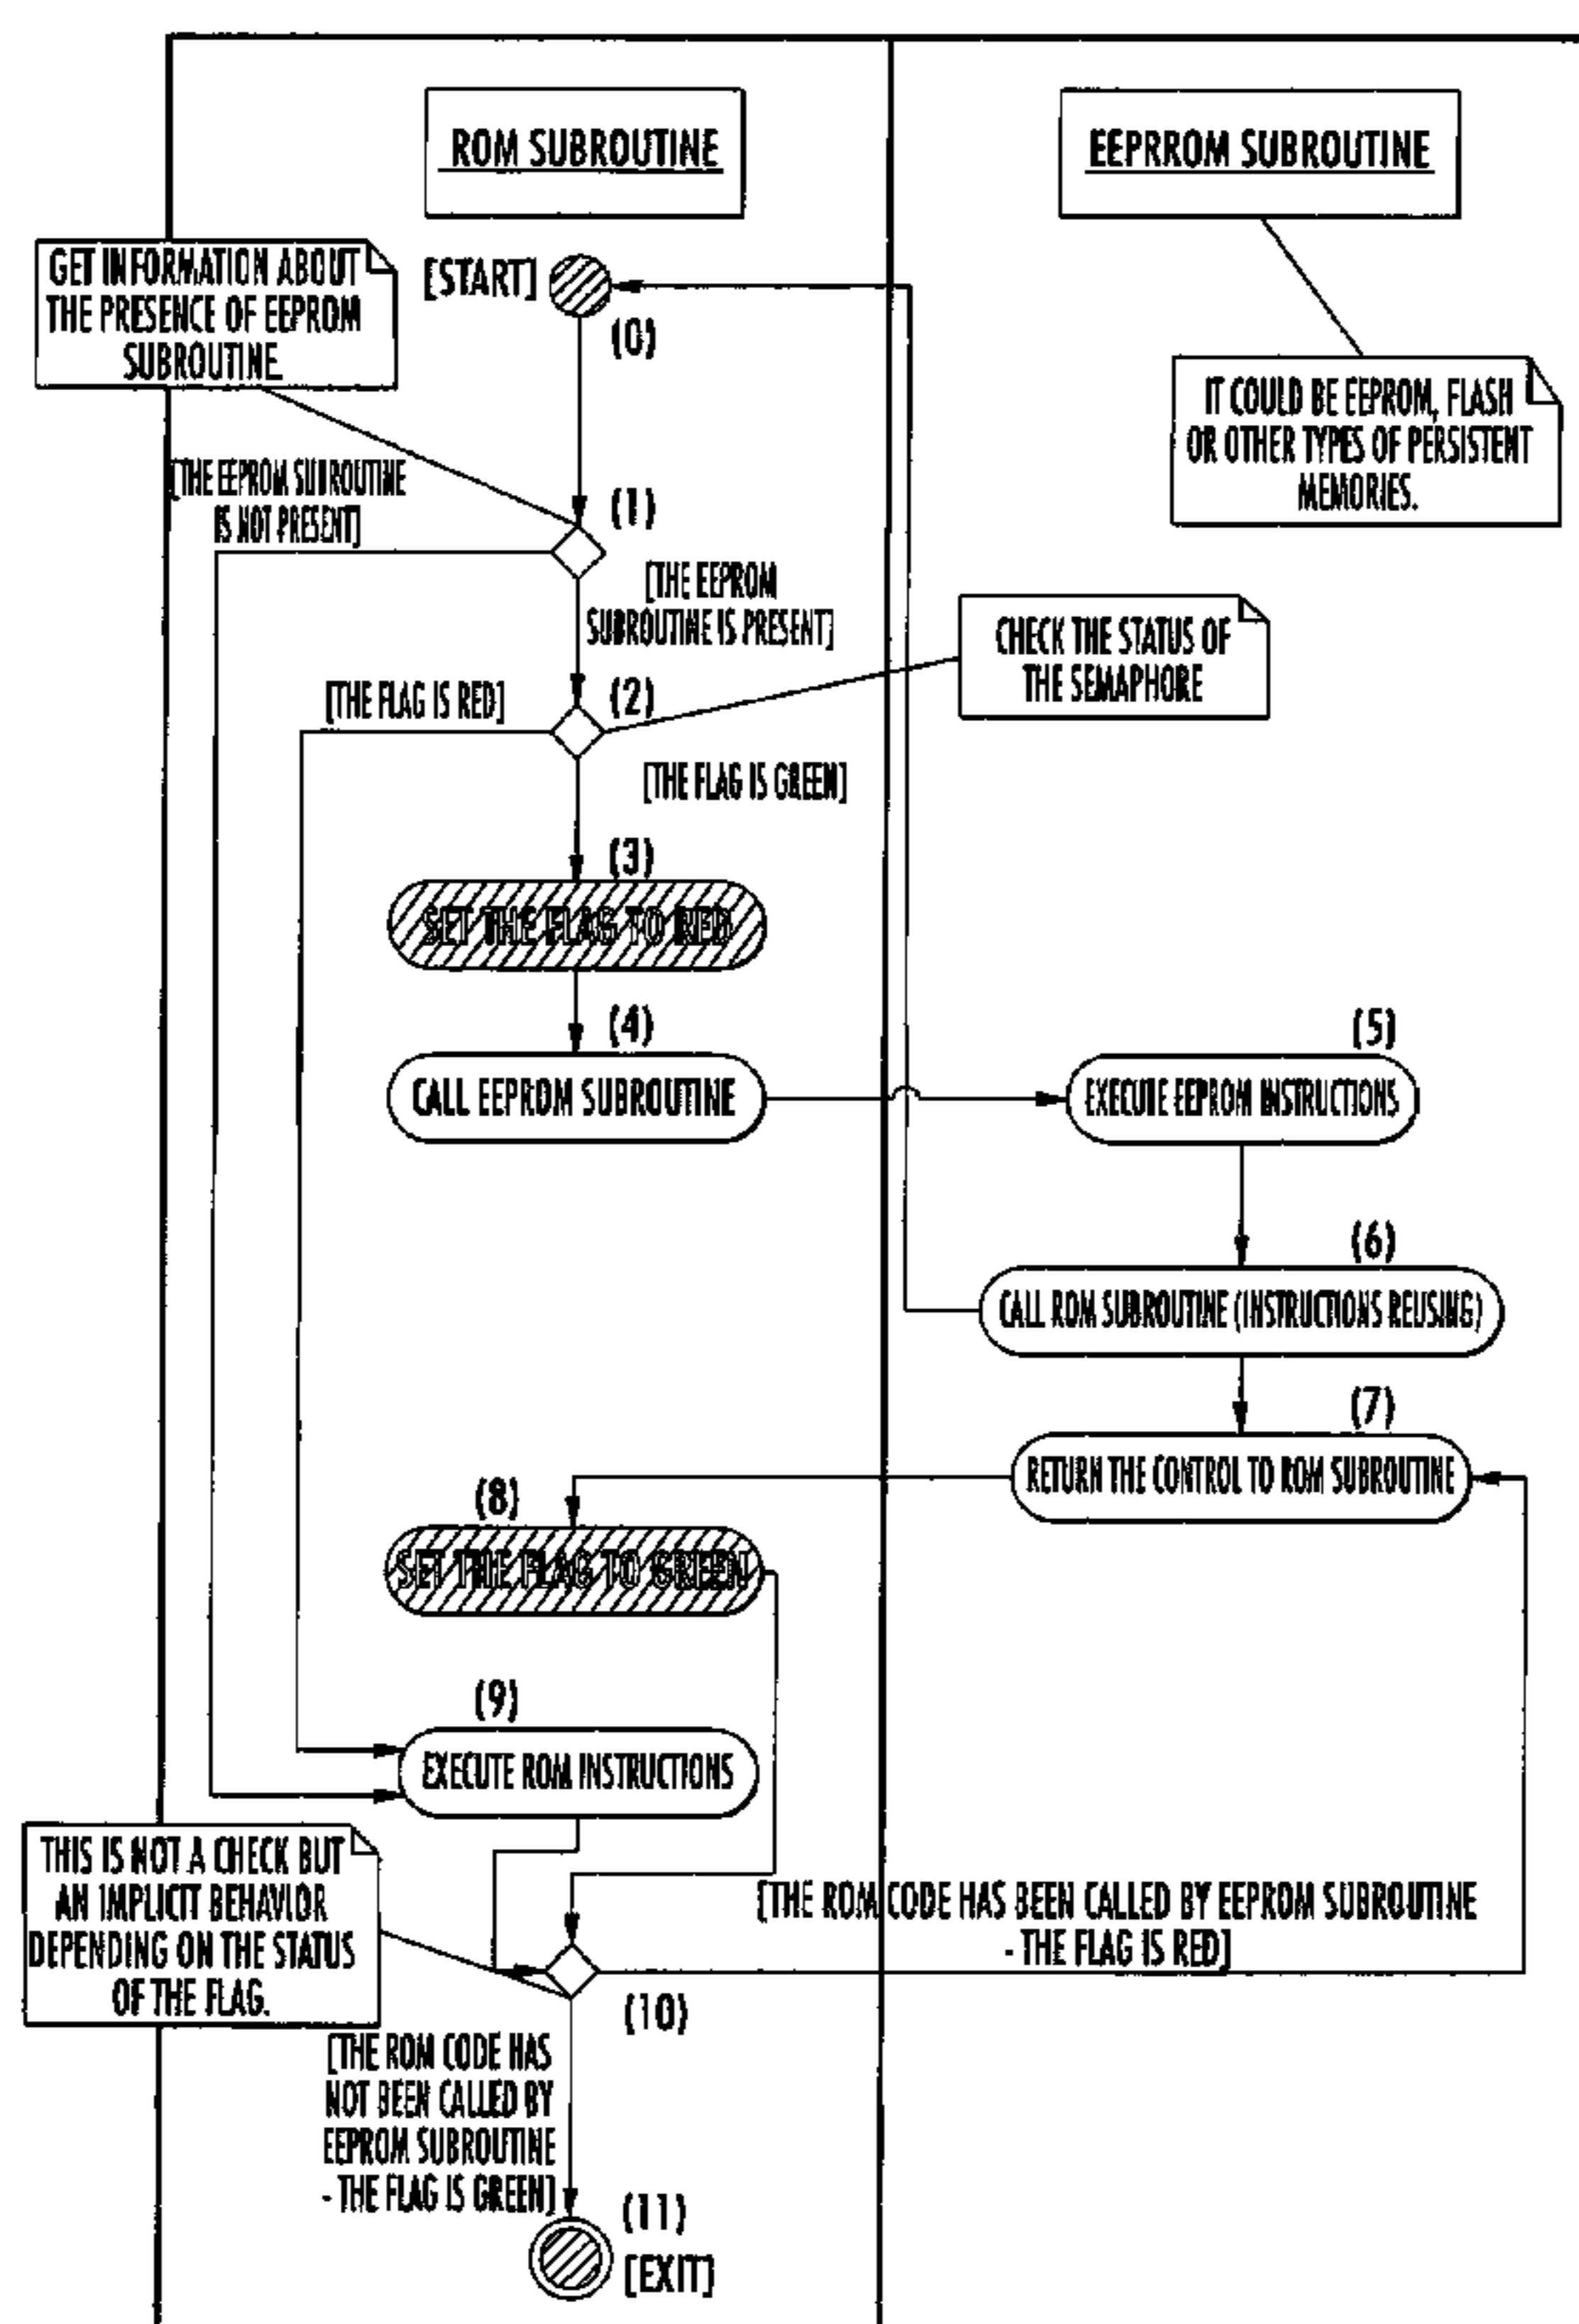 ROM SUBROUTINE
EEPRROM SUBROUTINE
GET INFORMATION ABOUT
THE PRESENCE OF EEPROM
SUBROUTINE.
[START]
(0)
IT COULD BE EEPROM, FLASH
OR OTHER TYPES OF PERSISTENT
MEMORIES.
[THE EEPROM SUBROUTINE
IS NOT PRESENT]
(1)
[THE EEPROM
SUBROUTINE IS PRESENT]
CHECK THE STATUS OF
THE SEMAPHORE
[THE FLAG IS RED]
(2)
[THE FLAG IS GREEN]
(3)
SET THE FLAG TO RED
(4)
CALL EEPROM SUBROUTINE
(5)
EXECUTE EEPROM INSTRUCTIONS
(6)
CALL ROM SUBROUTINE (INSTRUCTIONS REUSING)
(7)
RETURN THE CONTROL TO ROM SUBROUTINE
(8)
SET THE FLAG TO GREEN
(9)
EXECUTE ROM INSTRUCTIONS
THIS IS NOT A CHECK BUT
AN IMPLICIT BEHAVIOR
DEPENDING ON THE STATUS
OF THE FLAG.
[THE ROM CODE HAS BEEN CALLED BY EEPROM SUBROUTINE
- THE FLAG IS RED]
(10)
[THE ROM CODE HAS
NOT BEEN CALLED BY
EEPROM SUBROUTINE
- THE FLAG IS GREEN]
(11)
[EXIT]